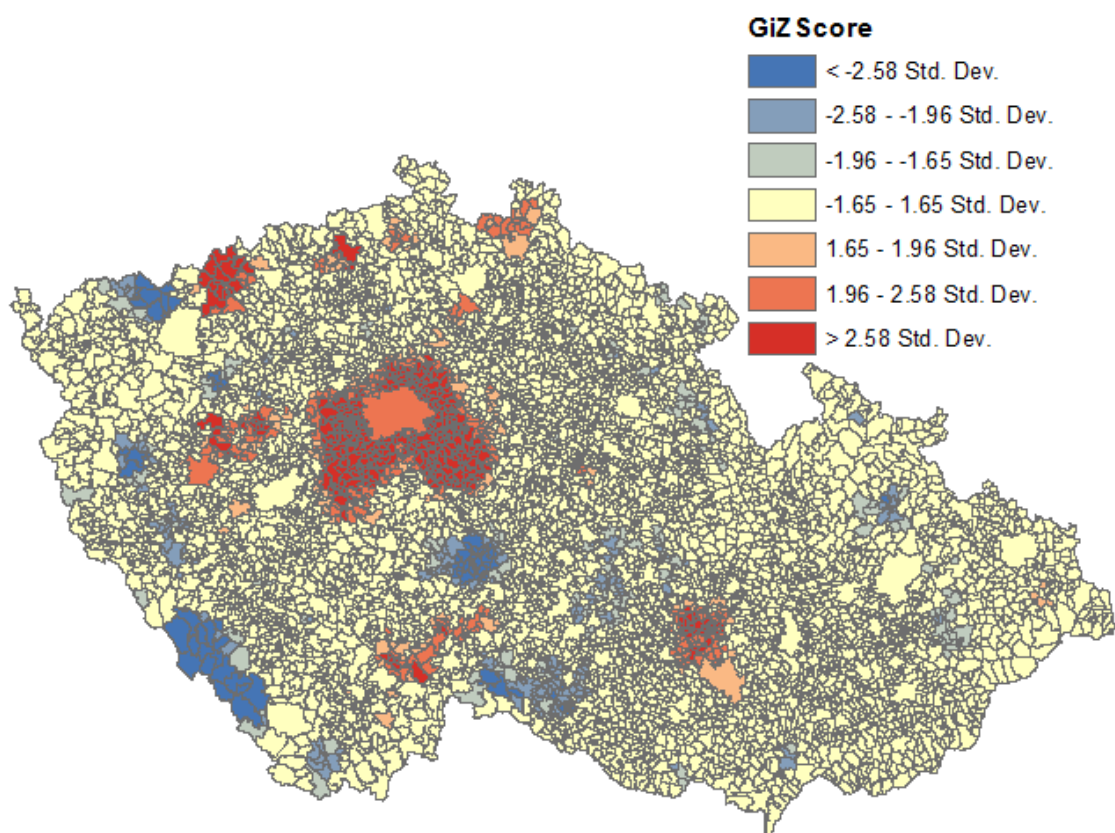 GiZ Score
< -2.58 Std. Dev.
-2.58 - -1.96 Std. Dev.
-1.96 - -1.65 Std. Dev.
-1.65 - 1.65 Std. Dev.
1.65 - 1.96 Std. Dev.
1.96 - 2.58 Std. Dev.
> 2.58 Std. Dev.